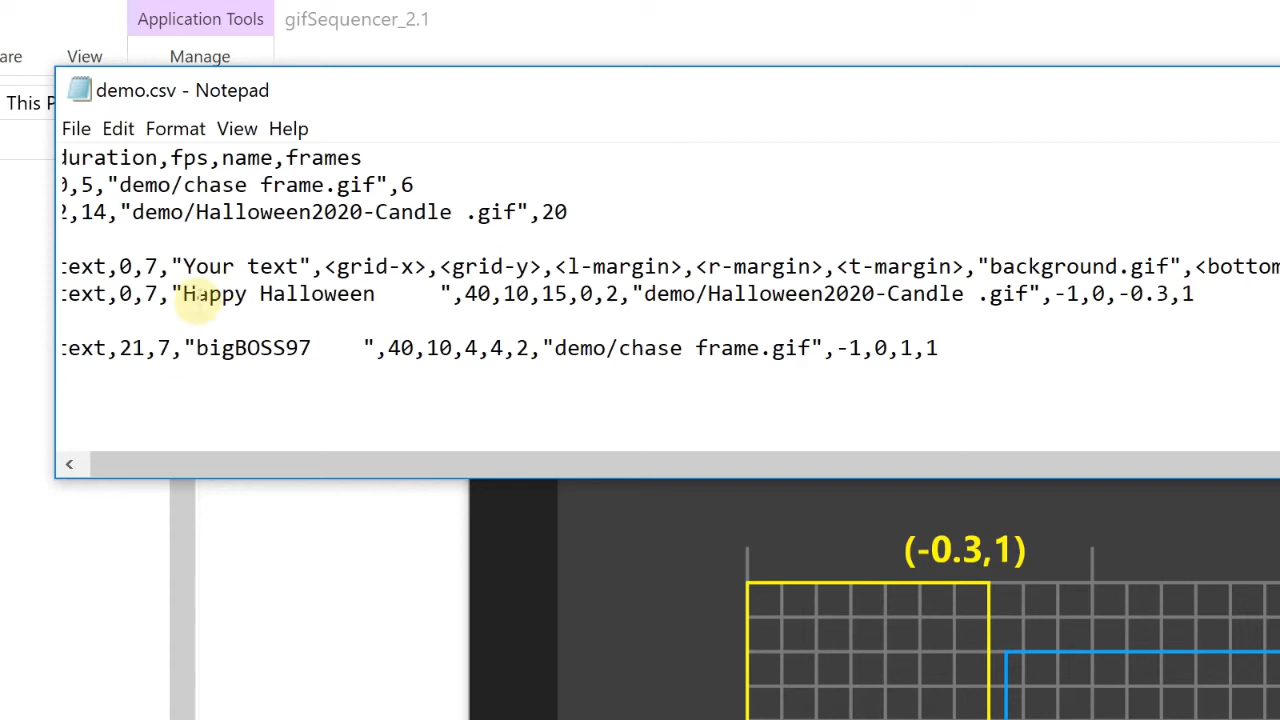 Application Tools gifSequencer_2.1
are View Manage
This P
demo.csv - Notepad
File Edit Format View Help
duration,fps,name,frames
0,5,"demo/chase frame.gif",6
2,14,"demo/Halloween2020-Candle .gif",20
text,0,7,"Your text",<grid-x>,<grid-y>,<l-margin>,<r-margin>,<t-margin>,"background.gif",<bottom
text,0,7,"Happy Halloween     ",40,10,15,0,2,"demo/Halloween2020-Candle .gif",-1,0,-0.3,1
text,21,7,"bigBOSS97    ",40,10,4,4,2,"demo/chase frame.gif",-1,0,1,1
(-0.3,1)